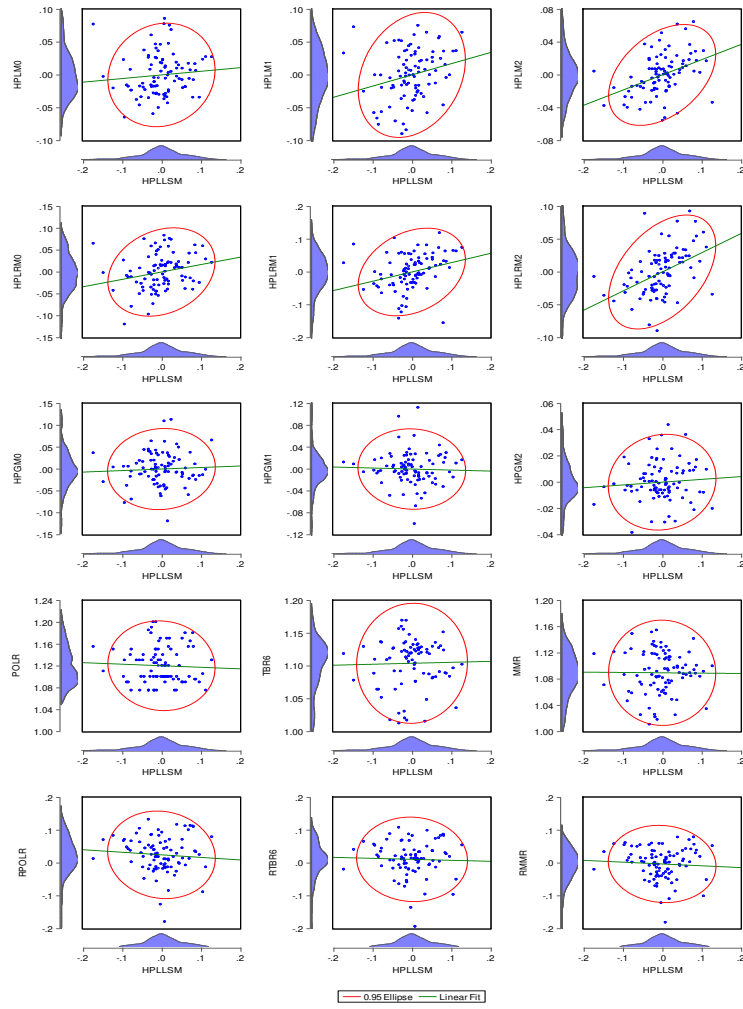 HPLM0
.10
.05
.00
-.05
-.10
-.2 -.1 .0 .1 .2
HPLLSM
HPLM1
.10
.05
.00
-.05
-.10
-.2 -.1 .0 .1 .2
HPLLSM
HPLM2
.08
.04
.00
-.04
-.08
-.2 -.1 .0 .1 .2
HPLLSM
HPLRM0
.15
.10
.05
.00
-.05
-.10
-.15
-.2 -.1 .0 .1 .2
HPLLSM
HPLRM1
.2
.1
.0
-.1
-.2
-.2 -.1 .0 .1 .2
HPLLSM
HPLRM2
.10
.05
.00
-.05
-.10
-.2 -.1 .0 .1 .2
HPLLSM
HPGM0
.15
.10
.05
.00
-.05
-.10
-.15
-.2 -.1 .0 .1 .2
HPLLSM
HPGM1
.12
.08
.04
.00
-.04
-.08
-.12
-.2 -.1 .0 .1 .2
HPLLSM
HPGM2
.06
.04
.02
.00
-.02
-.04
-.2 -.1 .0 .1 .2
HPLLSM
POLR
1.24
1.20
1.16
1.12
1.08
1.04
1.00
-.2 -.1 .0 .1 .2
HPLLSM
TBR6
1.20
1.15
1.10
1.05
1.00
-.2 -.1 .0 .1 .2
HPLLSM
MMR
1.20
1.16
1.12
1.08
1.04
1.00
-.2 -.1 .0 .1 .2
HPLLSM
RPOLR
.2
.1
.0
-.1
-.2
-.2 -.1 .0 .1 .2
HPLLSM
RTBR6
.2
.1
.0
-.1
-.2
-.2 -.1 .0 .1 .2
HPLLSM
RMMR
.2
.1
.0
-.1
-.2
-.2 -.1 .0 .1 .2
HPLLSM
0.95 Ellipse Linear Fit